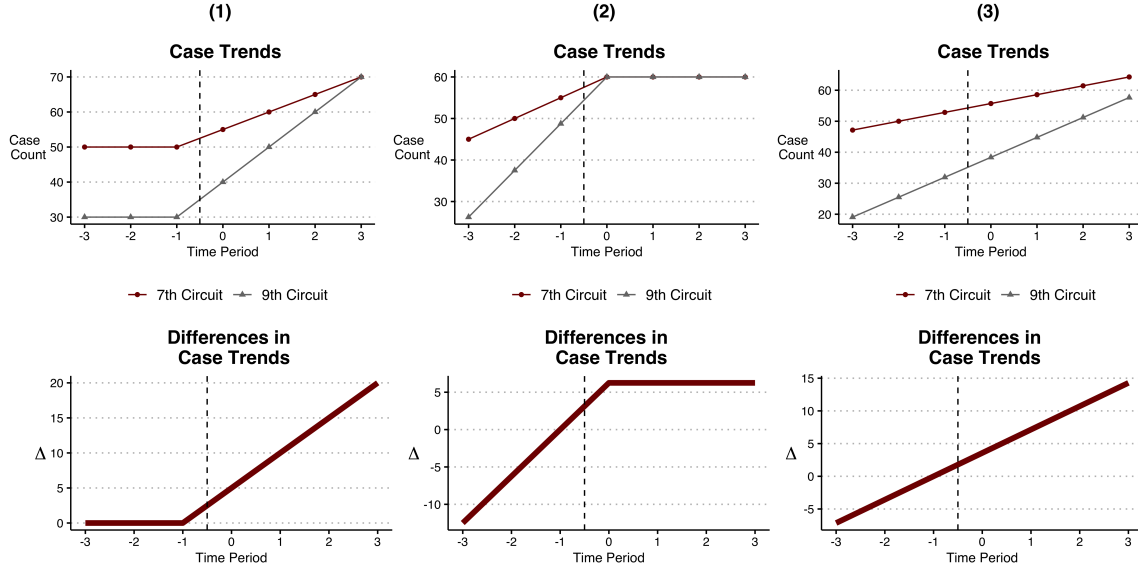 (1)
Case Trends
70
60
50
40
30
Case
Count
-3 -2 -1 0 1 2 3
Time Period
7th Circuit 9th Circuit
Differences in
Case Trends
20
15
10
5
0
Δ
-3 -2 -1 0 1 2 3
Time Period
(2)
Case Trends
60
50
40
30
Case
Count
-3 -2 -1 0 1 2 3
Time Period
7th Circuit 9th Circuit
Differences in
Case Trends
5
0
-5
-10
Δ
-3 -2 -1 0 1 2 3
Time Period
(3)
Case Trends
60
50
40
30
20
Case
Count
-3 -2 -1 0 1 2 3
Time Period
7th Circuit 9th Circuit
Differences in
Case Trends
15
10
5
0
-5
Δ
-3 -2 -1 0 1 2 3
Time Period